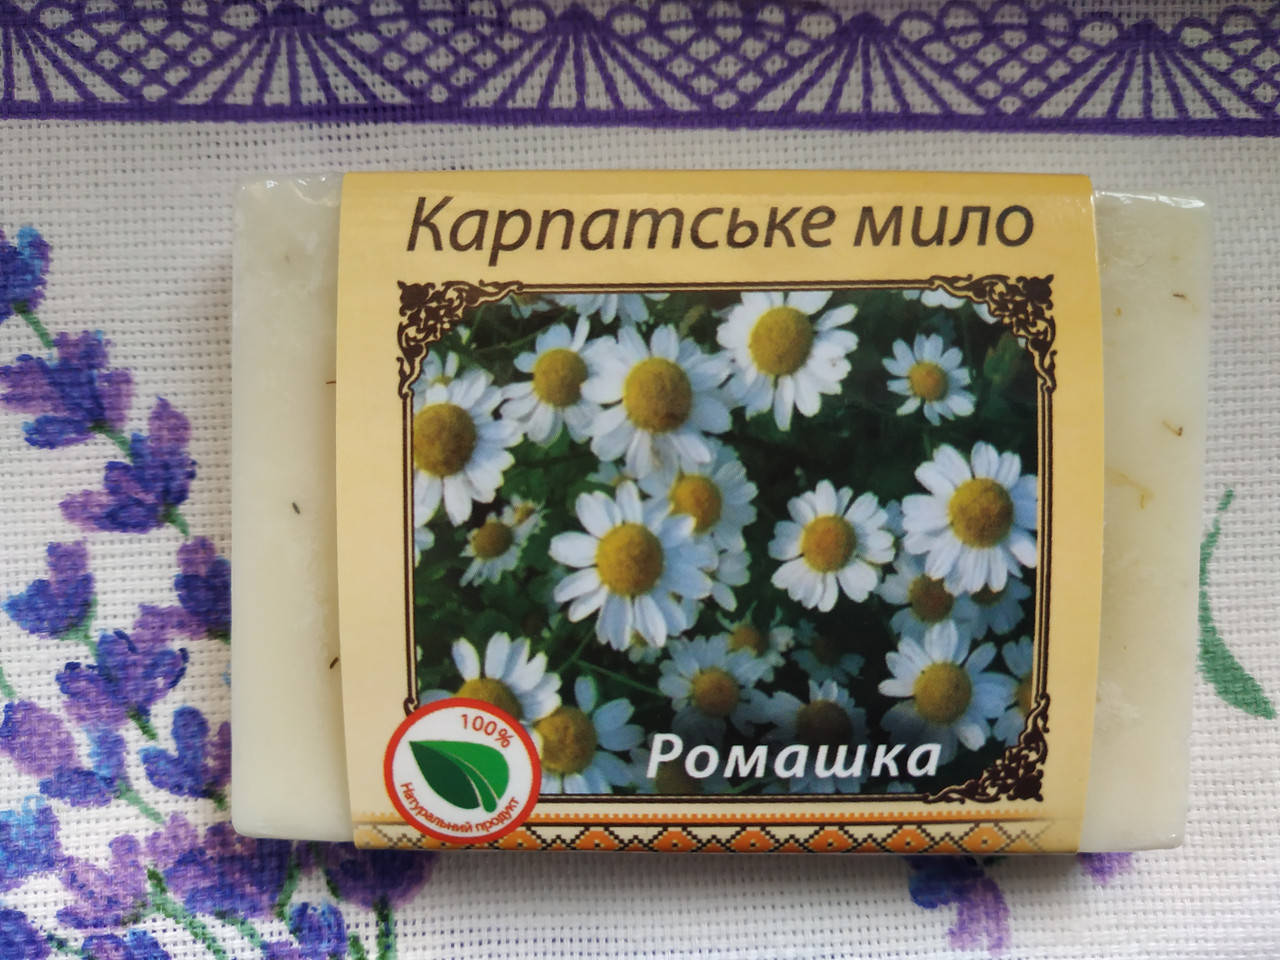 Карпатське мило
Ромашка
100%
Натуральний продукт